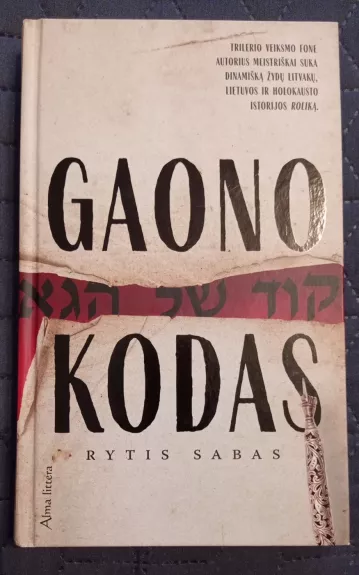 TRILERIO VEIKSMO FONE
AUTORIUS MEISTRIŠKAI SUKA
DINAMIŠKĄ ŽYDŲ LITVAKŲ,
LIETUVOS IR HOLOKAUSTO
ISTORIJOS ROLIKĄ.
GAONO
קוד של הגא
KODAS
RYTIS SABAS
Alma littera